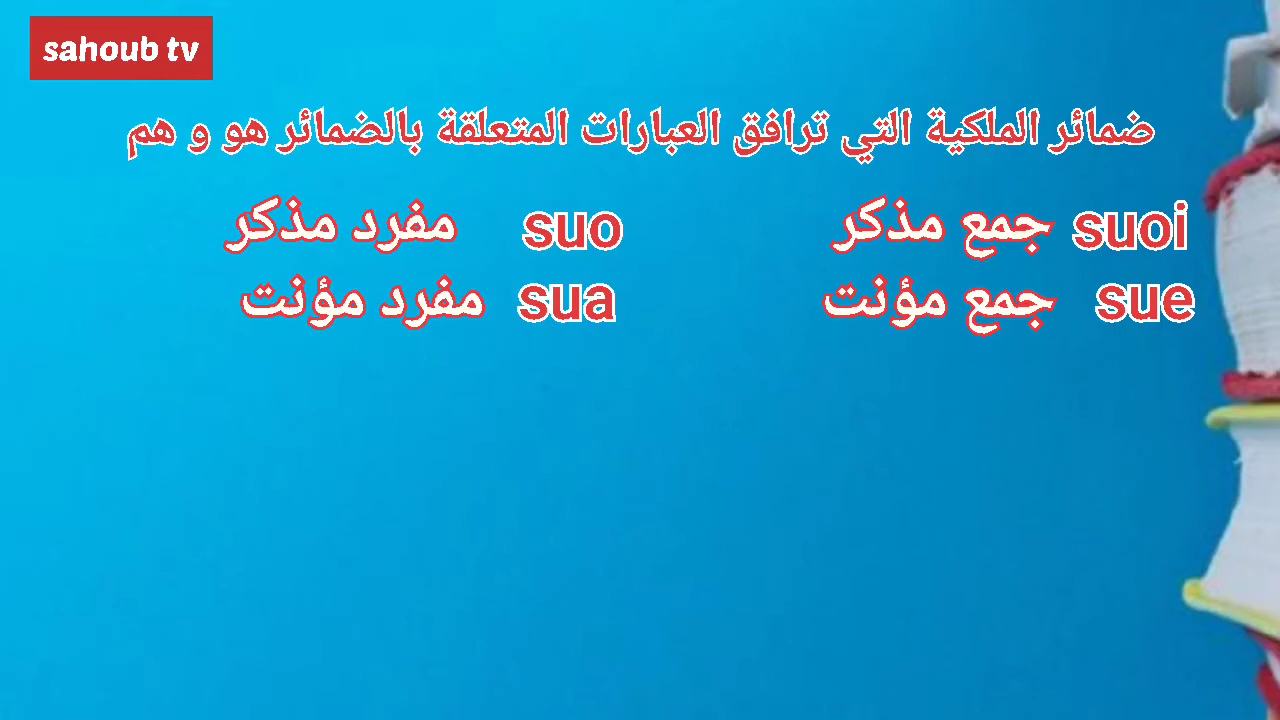 sahoub tv
ضمائر الملكية التي ترافق العبارات المتعلقة بالضمائر هو و هم
suoi جمع مذكر suo مفرد مذكر
sue جمع مؤنت sua مفرد مؤنت